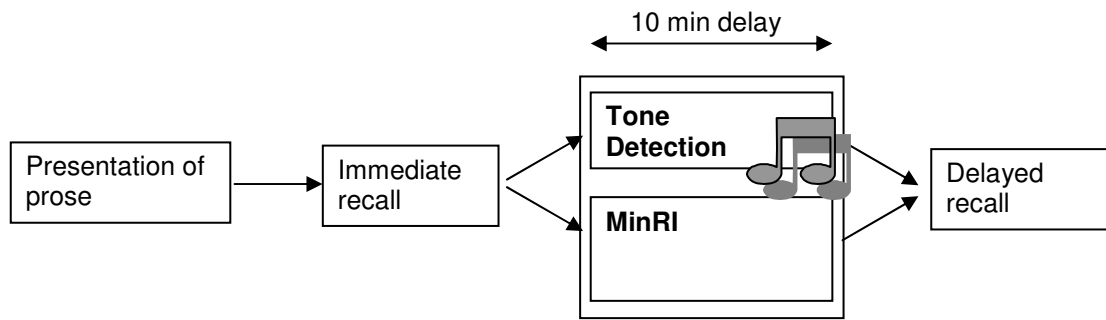 10 min delay
Tone
Detection
Presentation of
prose
Immediate
recall
MinRI
Delayed
recall